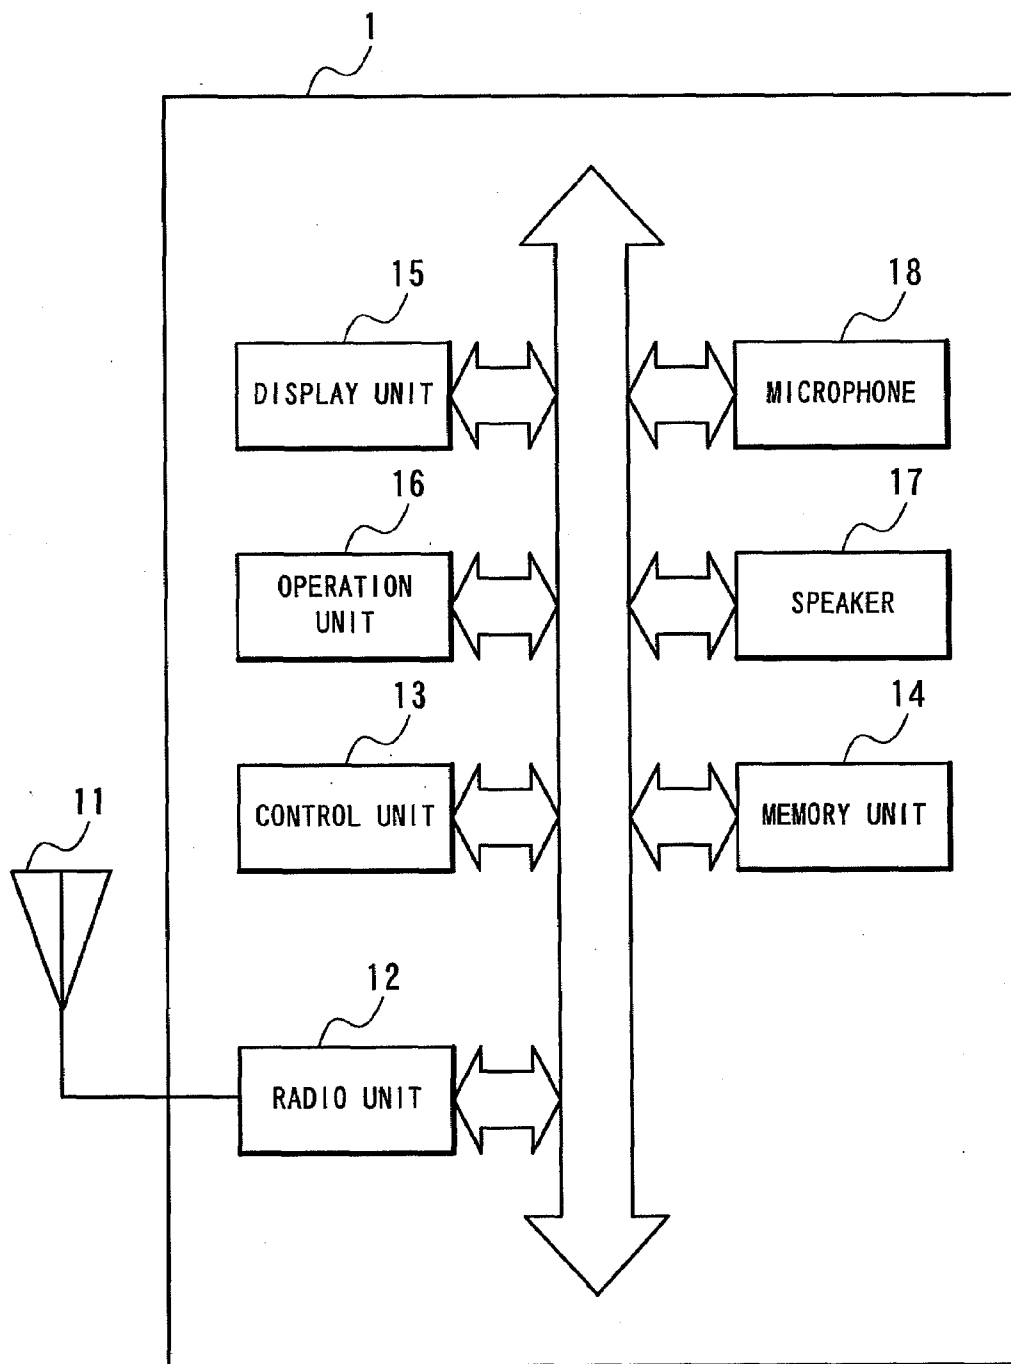 1
15
18
DISPLAY UNIT
MICROPHONE
16
17
OPERATION
UNIT
SPEAKER
13
14
CONTROL UNIT
MEMORY UNIT
11
12
RADIO UNIT